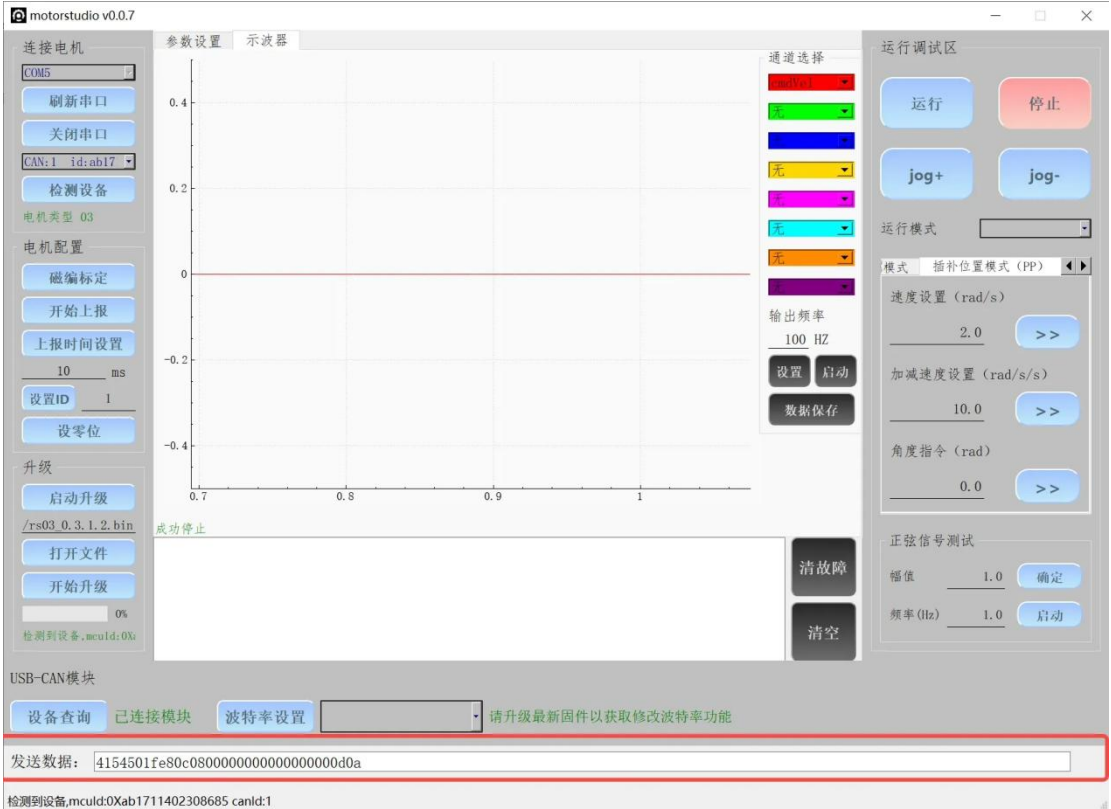 motorstudio v0.0.7
连接电机
COM5
刷新串口
关闭串口
CAN:1 id:ab17
检测设备
电机类型 03
电机配置
磁编标定
开始上报
上报时间设置
10 ms
设置ID 1
设零位
升级
启动升级
/rs03_0.3.1.2.bin
打开文件
开始升级
0%
检测到设备,mcuId:0X
参数设置 示波器
0.4
0.2
0
-0.2
-0.4
0.7 0.8 0.9 1
通道选择
cmdVel
无
无
无
无
无
无
输出频率
100 HZ
设置 启动
数据保存
成功停止
清故障
清空
运行调试区
运行 停止
jog+ jog-
运行模式
模式 插补位置模式（PP）
速度设置（rad/s）
2.0 >>
加减速度设置（rad/s/s）
10.0 >>
角度指令（rad）
0.0 >>
正弦信号测试
幅值 1.0 确定
频率(Hz) 1.0 启动
USB-CAN模块
设备查询 已连接模块 波特率设置 请升级最新固件以获取修改波特率功能
发送数据: 4154501fe80c0800000000000000000d0a
检测到设备,mcuId:0Xab1711402308685 canId:1